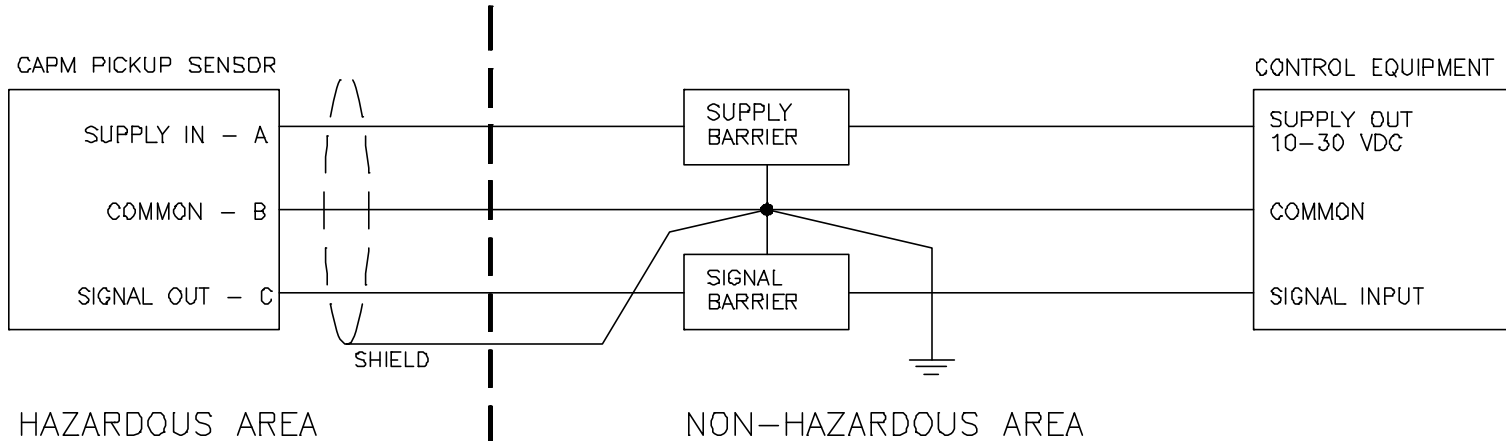 CAPM PICKUP SENSOR
SUPPLY IN - A
COMMON - B
SIGNAL OUT - C
SHIELD
SUPPLY
BARRIER
SIGNAL
BARRIER
CONTROL EQUIPMENT
SUPPLY OUT
10-30 VDC
COMMON
SIGNAL INPUT
HAZARDOUS AREA
NON-HAZARDOUS AREA